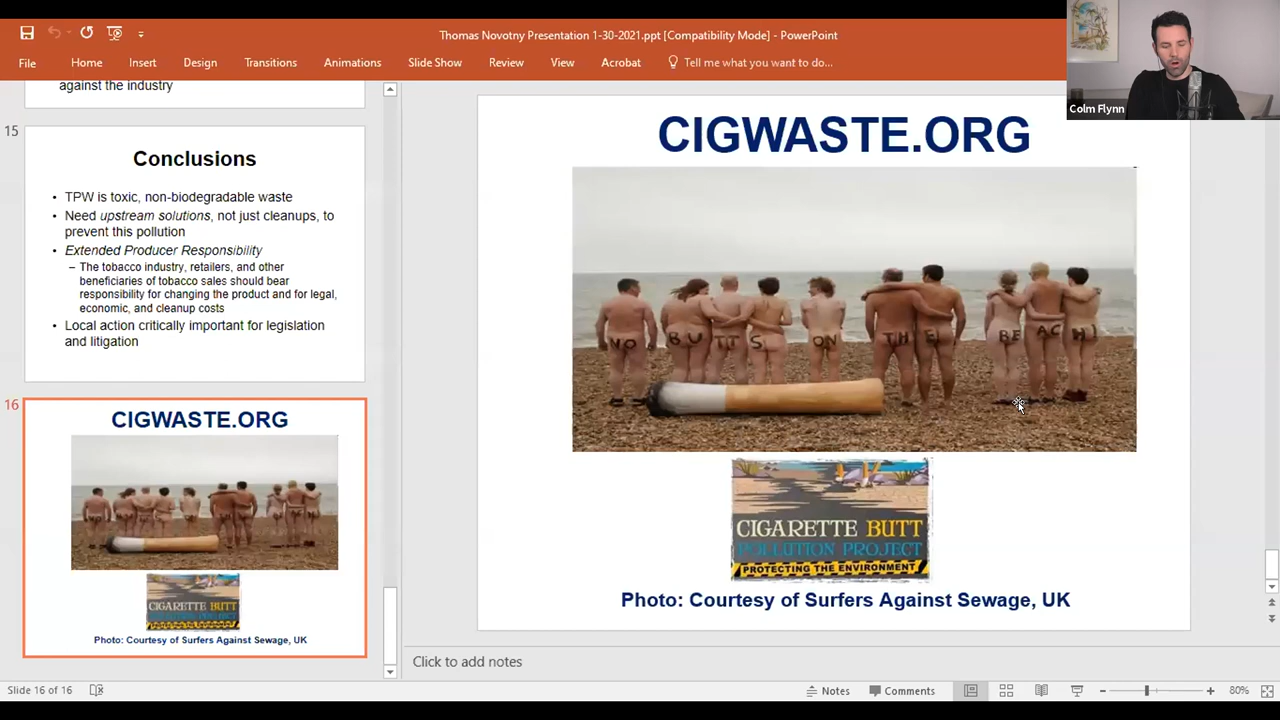 Thomas Novotny Presentation 1-30-2021.ppt [Compatibility Mode] - PowerPoint
File Home Insert Design Transitions Animations Slide Show Review View Acrobat Tell me what you want to do...
Colm Flynn
against the industry
15
Conclusions
• TPW is toxic, non-biodegradable waste
• Need upstream solutions, not just cleanups, to
prevent this pollution
• Extended Producer Responsibility
– The tobacco industry, retailers, and other
beneficiaries of tobacco sales should bear
responsibility for changing the product and for legal,
economic, and cleanup costs
• Local action critically important for legislation
and litigation
16
CIGWASTE.ORG
CIGARETTE BUTT
POLLUTION PROJECT
Photo: Courtesy of Surfers Against Sewage, UK
CIGWASTE.ORG
NO BUTTS ON THE BEACH!
CIGARETTE BUTT
POLLUTION PROJECT
PROTECTING THE ENVIRONMENT
Photo: Courtesy of Surfers Against Sewage, UK
Click to add notes
Slide 16 of 16
Notes Comments 80%